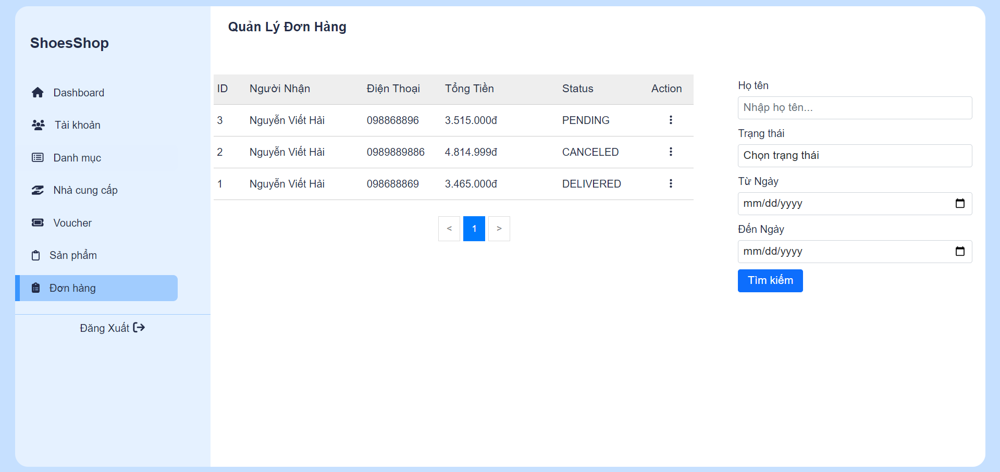 ShoesShop
Dashboard
Tài khoản
Danh mục
Nhà cung cấp
Voucher
Sản phẩm
Đơn hàng
Đăng Xuất
Quản Lý Đơn Hàng
ID Người Nhận Điện Thoại Tổng Tiền Status Action
3 Nguyễn Viết Hải 098868896 3.515.000đ PENDING
2 Nguyễn Viết Hải 0989889886 4.814.999đ CANCELED
1 Nguyễn Viết Hải 098688869 3.465.000đ DELIVERED
< 1 >
Họ tên
Nhập họ tên...
Trạng thái
Chọn trạng thái
Từ Ngày
mm/dd/yyyy
Đến Ngày
mm/dd/yyyy
Tìm kiếm